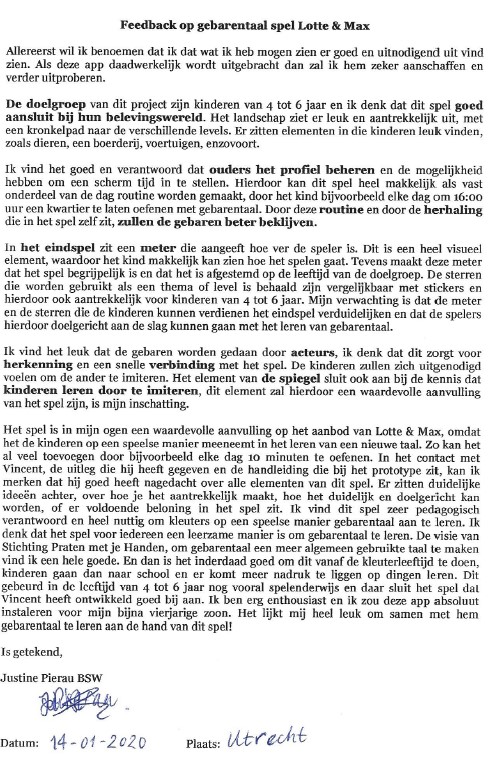 Feedback op gebarentaal spel Lotte & Max
Allereerst wil ik benoemen dat ik dat wat ik heb mogen zien er goed en uitnodigend uit vind
zien. Als deze app daadwerkelijk wordt uitgebracht dan zal ik hem zeker aanschaffen en
verder uitproberen.
De doelgroep van dit project zijn kinderen van 4 tot 6 jaar en ik denk dat dit spel goed
aansluit bij hun belevingswereld. Het landschap ziet er leuk en aantrekkelijk uit, met
een kronkelpad naar de verschillende levels. Er zitten elementen in die kinderen leuk vinden,
zoals dieren, een boerderij, voertuigen, enzovoort.
Ik vind het goed en verantwoord dat ouders het profiel beheren en de mogelijkheid
hebben om een scherm tijd in te stellen. Hierdoor kan dit spel heel makkelijk als vast
onderdeel van de dag routine worden gemaakt, door het kind bijvoorbeeld elke dag om 16:00
uur een kwartier te laten oefenen met gebarentaal. Door deze routine en door de herhaling
die in het spel zelf zit, zullen de gebaren beter beklijven.
In het eindspel zit een meter die aangeeft hoe ver de speler is. Dit is een heel visueel
element, waardoor het kind makkelijk kan zien hoe het spelen gaat. Tevens maakt deze meter
dat het spel begrijpelijk is en dat het is afgestemd op de leeftijd van de doelgroep. De sterren
die worden gebruikt als een thema of level is behaald zijn vergelijkbaar met stickers en
hierdoor ook aantrekkelijk voor kinderen van 4 tot 6 jaar. Mijn verwachting is dat de meter
en de sterren die de kinderen kunnen verdienen het eindspel verduidelijken en dat de spelers
hierdoor doelgericht aan de slag kunnen gaan met het leren van gebarentaal.
Ik vind het leuk dat de gebaren worden gedaan door acteurs, ik denk dat dit zorgt voor
herkenning en een snelle verbinding met het spel. De kinderen zullen zich uitgenodigd
voelen om de ander te imiteren. Het element van de spiegel sluit ook aan bij de kennis dat
kinderen leren door te imiteren, dit element zal hierdoor een waardevolle aanvulling
van het spel zijn, is mijn inschatting.
Het spel is in mijn ogen een waardevolle aanvulling op het aanbod van Lotte & Max, omdat
het de kinderen op een speelse manier meeneemt in het leren van een nieuwe taal. Zo kan het
al veel toevoegen door bijvoorbeeld elke dag 10 minuten te oefenen. In het contact met
Vincent, de uitleg die hij heeft gegeven en de handleiding die bij het prototype zit, kan ik
merken dat hij goed heeft nagedacht over alle elementen van dit spel. Er zitten duidelijke
ideeën achter, over hoe je het aantrekkelijk maakt, hoe het duidelijk en doelgericht kan
worden, of er voldoende beloning in het spel zit. Ik vind dit spel zeer pedagogisch
verantwoord en heel nuttig om kleuters op een speelse manier gebarentaal aan te leren. Ik
denk dat het spel voor iedereen een leerzame manier is om gebarentaal te leren. De visie van
Stichting Praten met je Handen, om gebarentaal een meer algemeen gebruikte taal te maken
vind ik een hele goede. En dan is het inderdaad goed om dit vanaf de kleuterleeftijd te doen,
kinderen gaan dan naar school en er komt meer nadruk te liggen op dingen leren. Dit
gebeurd in de leeftijd van 4 tot 6 jaar nog vooral spelenderwijs en daar sluit het spel dat
Vincent heeft ontwikkeld goed bij aan. Ik ben erg enthousiast en ik zou deze app absoluut
instaleren voor mijn bijna vierjarige zoon. Het lijkt mij heel leuk om samen met hem
gebarentaal te leren aan de hand van dit spel!
Is getekend,
Justine Pierau BSW
Datum: 14-01-2020 Plaats: Utrecht